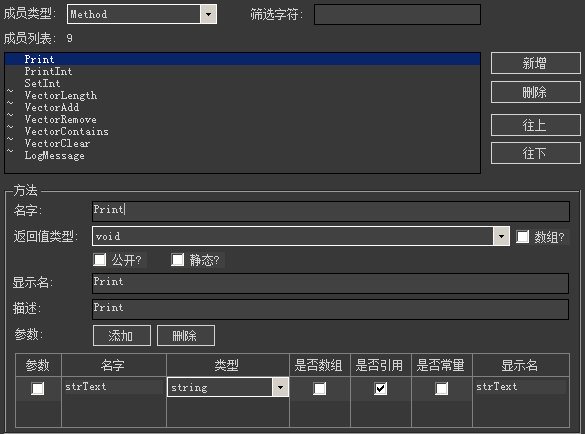 成员类型: Method 筛选字符:
成员列表: 9
Print
PrintInt
SetInt
~ VectorLength
~ VectorAdd
~ VectorRemove
~ VectorContains
~ VectorClear
~ LogMessage
新增
删除
往上
往下
方法
名字: Print
返回值类型: void 数组?
公开? 静态?
显示名: Print
描述: Print
参数: 添加 删除
参数 名字 类型 是否数组 是否引用 是否常量 显示名
strText string strText